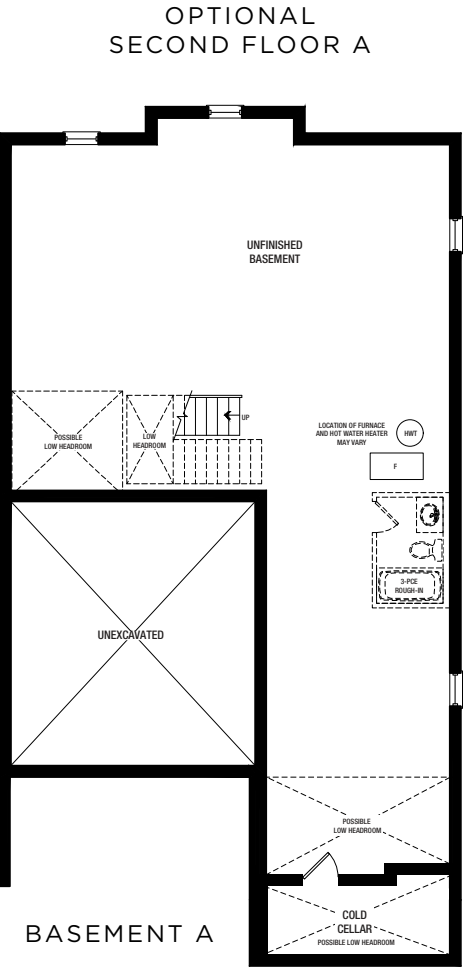 OPTIONAL
SECOND FLOOR A
UNFINISHED
BASEMENT
UP
POSSIBLE
LOW HEADROOM
LOW
HEADROOM
LOCATION OF FURNACE
AND HOT WATER HEATER
MAY VARY
HWT
F
3-PCE
ROUGH-IN
UNEXCAVATED
POSSIBLE
LOW HEADROOM
COLD
CELLAR
POSSIBLE LOW HEADROOM
BASEMENT A